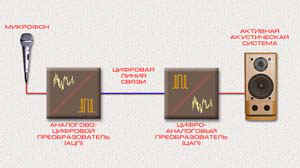 МИКРОФОН
АКТИВНАЯ
АКУСТИЧЕСКАЯ
СИСТЕМА
ЦИФРОВАЯ
ЛИНИЯ
СВЯЗИ
АНАЛОГОВО-
ЦИФРОВОЙ
ПРЕОБРАЗОВАТЕЛЬ
(АЦП)
ЦИФРО-
АНАЛОГОВЫЙ
ПРЕОБРАЗОВАТЕЛЬ
(ЦАП)